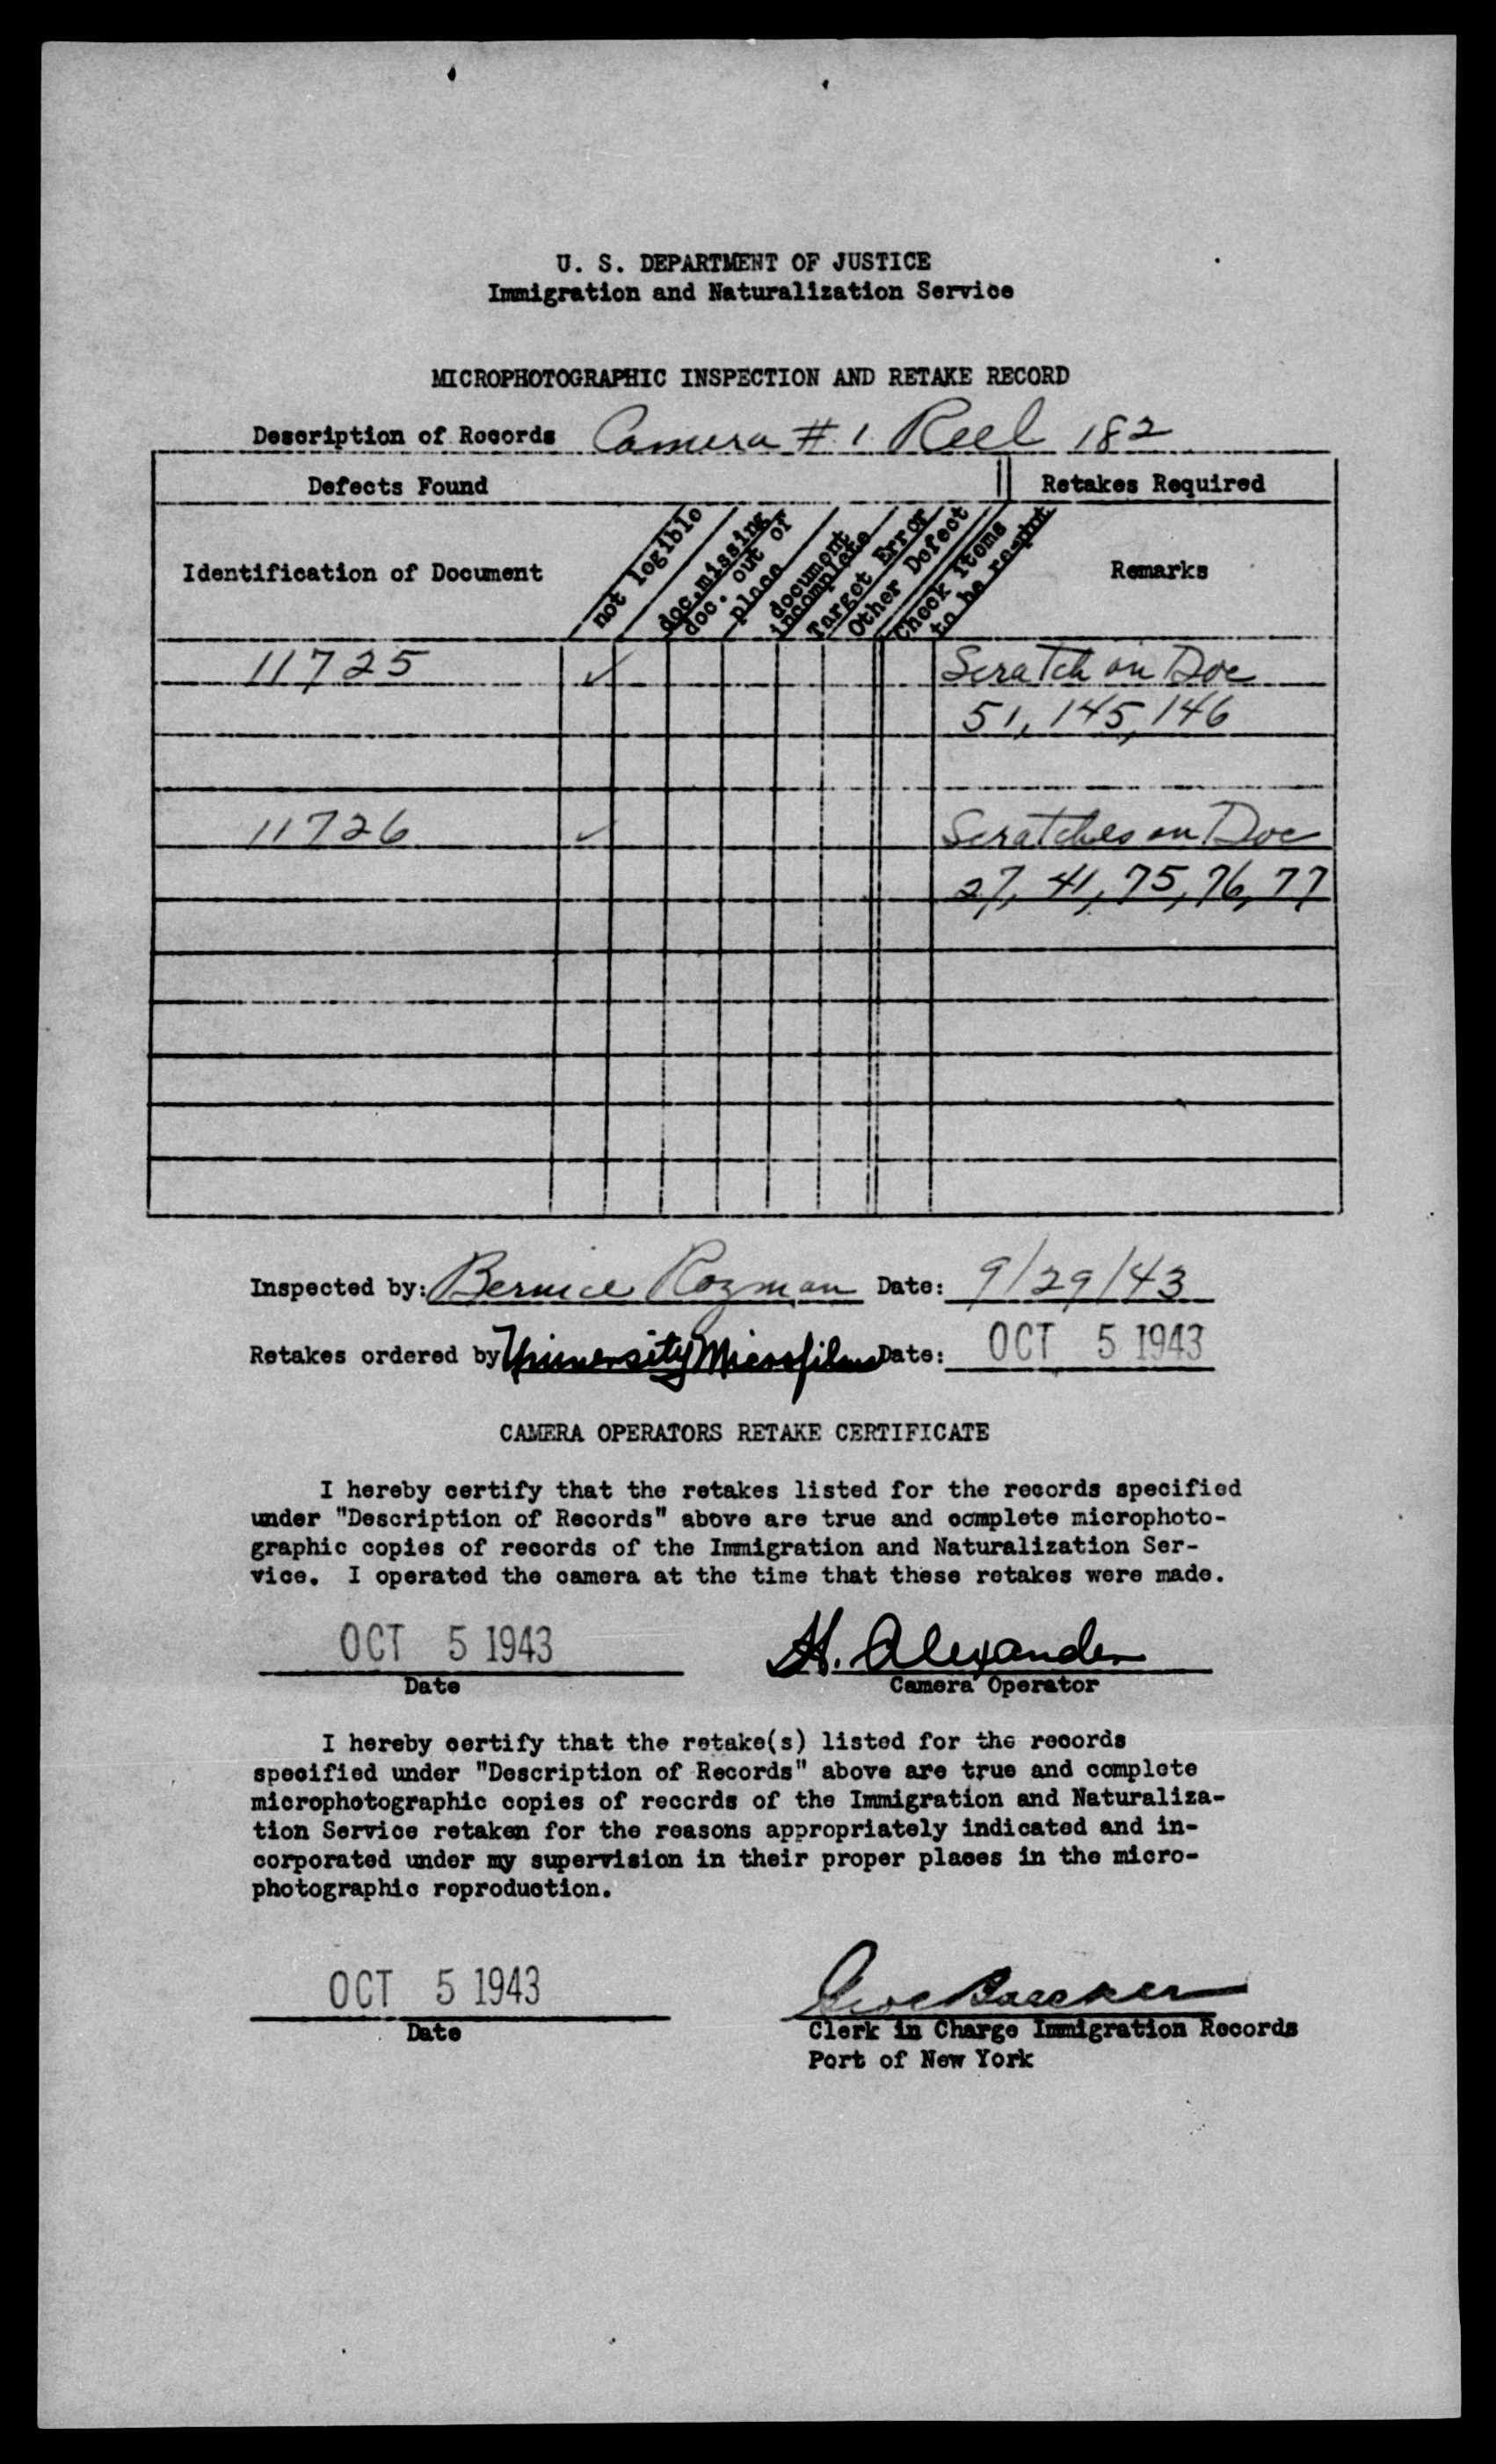 U. S. DEPARTMENT OF JUSTICE
Immigration and Naturalization Service
MICROPHOTOGRAPHIC INSPECTION AND RETAKE RECORD
Description of Records Camera # 1 Reel 182
Defects Found Retakes Required
Identification of Document not legible doc. missing doc. out of place document incomplete Target Error Other Defect Check items to be re-phot Remarks
11725 ✓ Scratch on Doc
51, 145, 146
11726 ✓ Scratches on Doc
27, 41, 75, 76, 77
Inspected by: Bernice Rozman Date: 9/29/43
Retakes ordered by University Microfilms Date: OCT 5 1943
CAMERA OPERATORS RETAKE CERTIFICATE
I hereby certify that the retakes listed for the records specified
under "Description of Records" above are true and complete microphoto-
graphic copies of records of the Immigration and Naturalization Ser-
vice. I operated the camera at the time that these retakes were made.
OCT 5 1943 H. Alexander
Date Camera Operator
I hereby certify that the retake(s) listed for the records
specified under "Description of Records" above are true and complete
microphotographic copies of records of the Immigration and Naturaliza-
tion Service retaken for the reasons appropriately indicated and in-
corporated under my supervision in their proper places in the micro-
photographic reproduction.
OCT 5 1943
Date Clerk in Charge Immigration Records
Port of New York